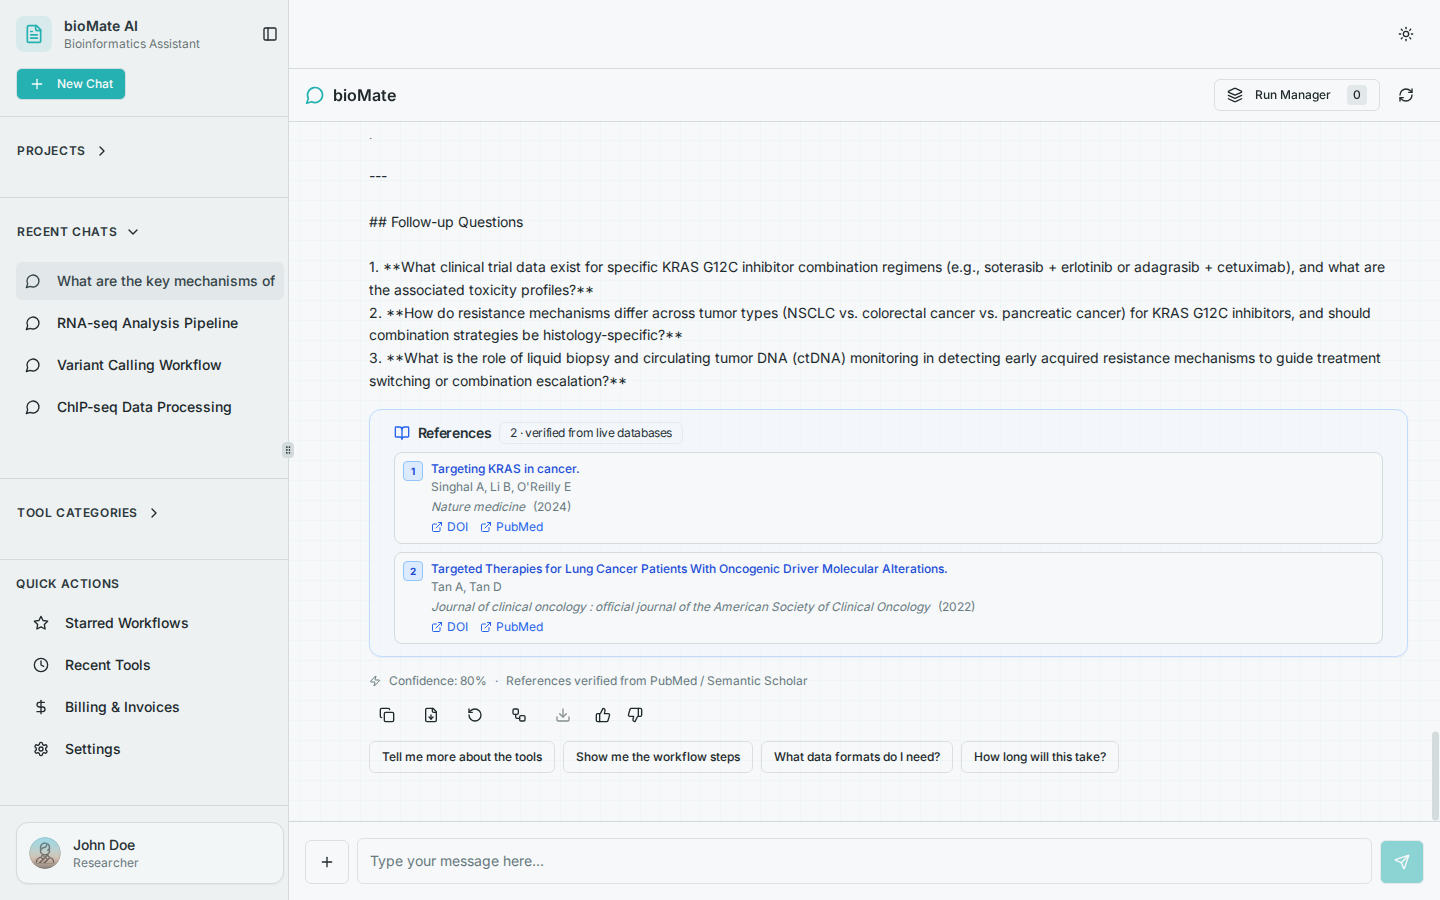 bioMate AI
Bioinformatics Assistant
New Chat
PROJECTS
RECENT CHATS
What are the key mechanisms of
RNA-seq Analysis Pipeline
Variant Calling Workflow
ChIP-seq Data Processing
TOOL CATEGORIES
QUICK ACTIONS
Starred Workflows
Recent Tools
Billing & Invoices
Settings
John Doe
Researcher
bioMate
Run Manager 0
---
## Follow-up Questions
1. **What clinical trial data exist for specific KRAS G12C inhibitor combination regimens (e.g., soterasib + erlotinib or adagrasib + cetuximab), and what are
the associated toxicity profiles?**
2. **How do resistance mechanisms differ across tumor types (NSCLC vs. colorectal cancer vs. pancreatic cancer) for KRAS G12C inhibitors, and should
combination strategies be histology-specific?**
3. **What is the role of liquid biopsy and circulating tumor DNA (ctDNA) monitoring in detecting early acquired resistance mechanisms to guide treatment
switching or combination escalation?**
References 2 · verified from live databases
1 Targeting KRAS in cancer.
Singhal A, Li B, O'Reilly E
Nature medicine (2024)
DOI PubMed
2 Targeted Therapies for Lung Cancer Patients With Oncogenic Driver Molecular Alterations.
Tan A, Tan D
Journal of clinical oncology : official journal of the American Society of Clinical Oncology (2022)
DOI PubMed
Confidence: 80% · References verified from PubMed / Semantic Scholar
Tell me more about the tools
Show me the workflow steps
What data formats do I need?
How long will this take?
Type your message here...